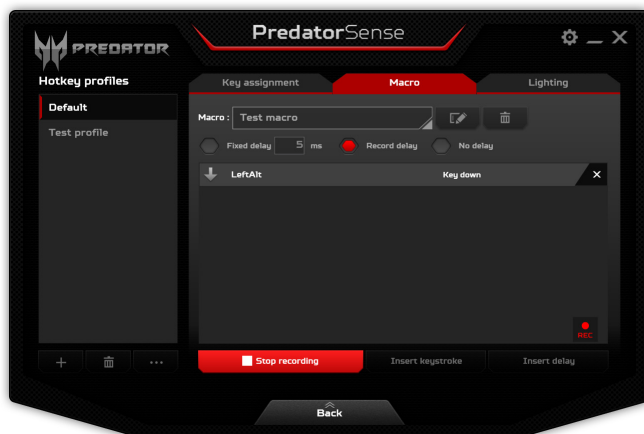 PREDATOR
PredatorSense
Hotkey profiles
Default
Test profile
Key assignment
Macro
Lighting
Macro : Test macro
Fixed delay 5 ms Record delay No delay
LeftAlt Key down
REC
Stop recording
Insert keystroke
Insert delay
Back